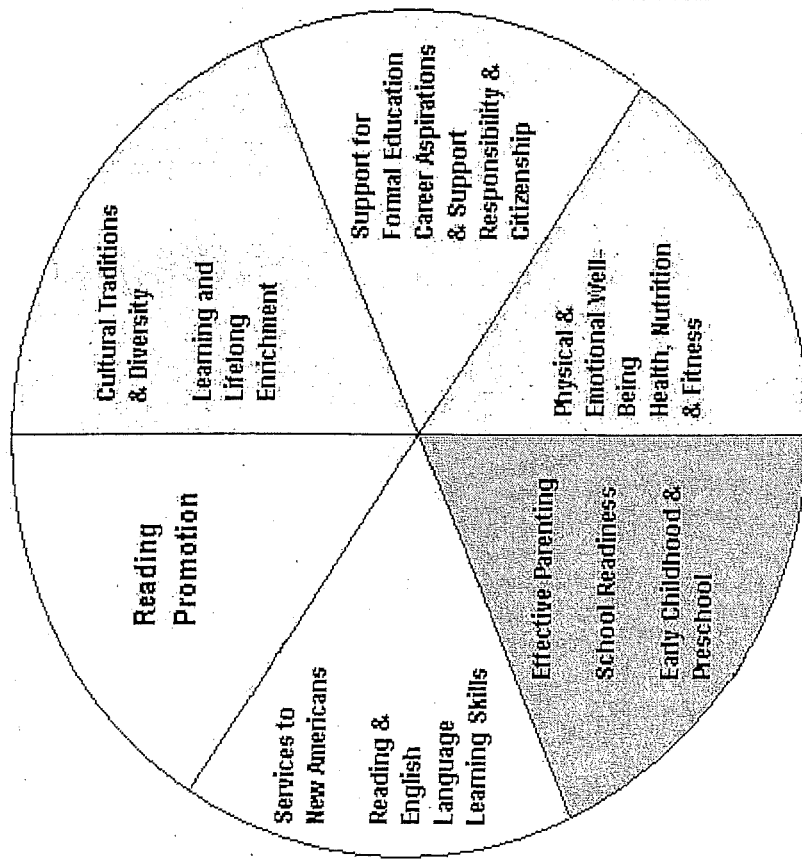 Reading
Promotion
Cultural Traditions
& Diversity
Learning and
Lifelong
Enrichment
Support for
Formal Education
Career Aspirations
& Support
Responsibility &
Citizenship
Physical &
Emotional Well-
Being
Health, Nutrition
& Fitness
Effective Parenting
School Readiness
Early Childhood &
Preschool
Services to
New Americans
Reading &
English
Language
Learning Skills